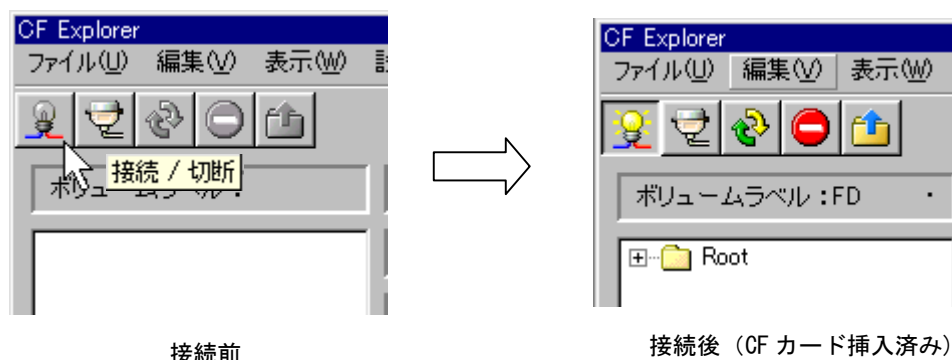 CF Explorer
ファイル(U) 編集(V) 表示(W)
接続 / 切断
接続前
CF Explorer
ファイル(U) 編集(V) 表示(W)
ボリュームラベル:FD ・
Root
接続後（CF カード挿入済み）